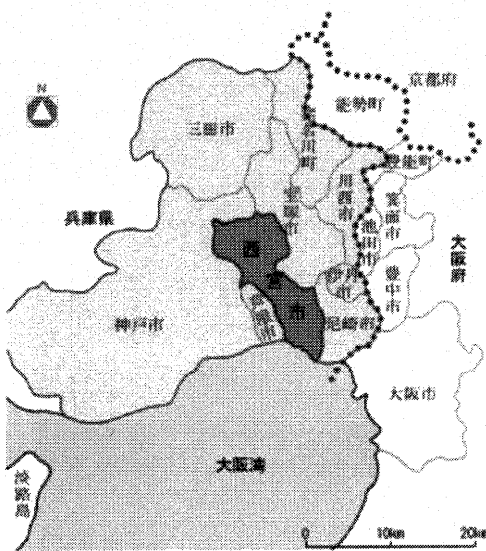 京都府
能勢町
N
三田市
猪名川町
豊能町
川西市
箕面市
兵庫県
宝塚市
池田市
大阪府
西宮市
伊丹市
豊中市
芦屋市
神戸市
尼崎市
大阪市
大阪湾
淡路島
0 10km 20km